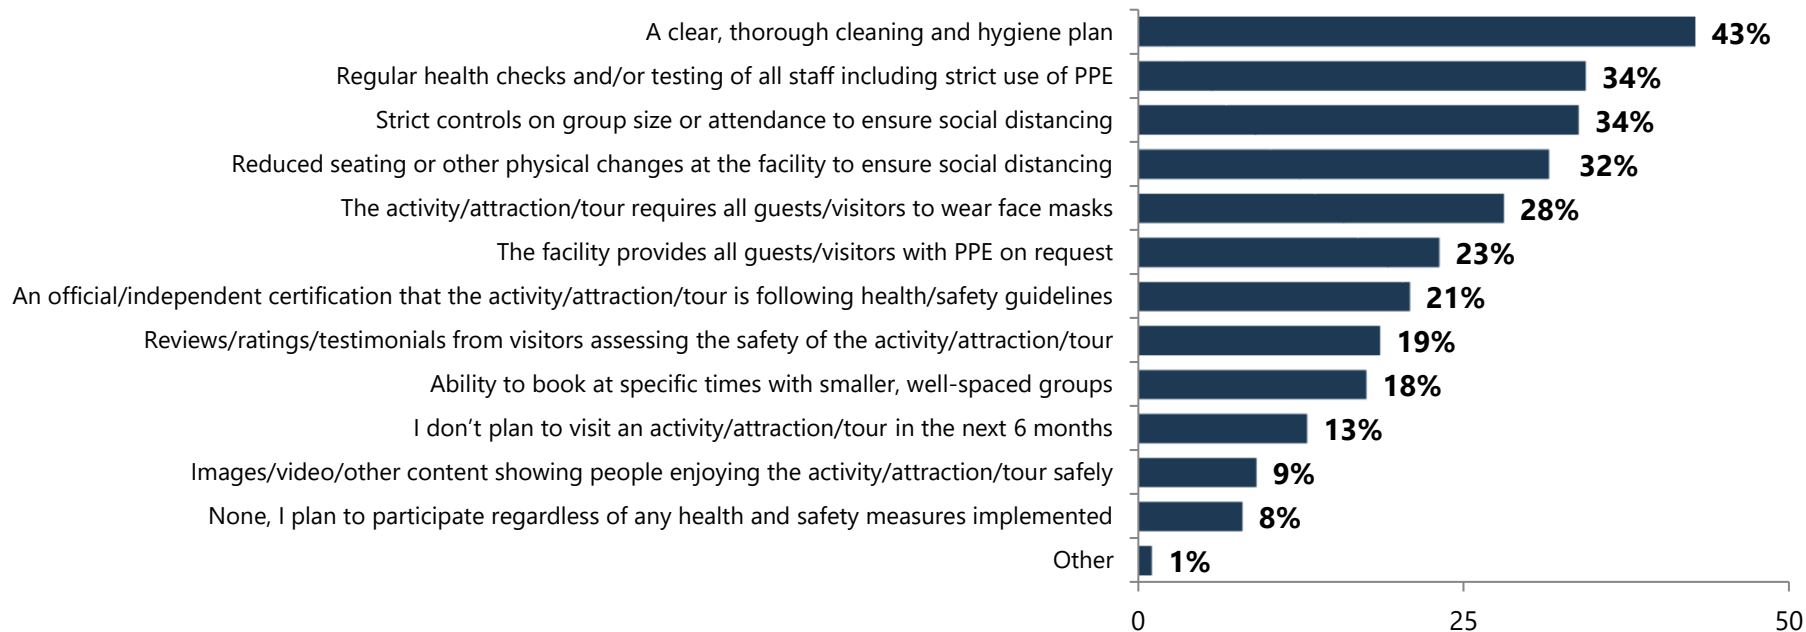 A clear, thorough cleaning and hygiene plan 43%
Regular health checks and/or testing of all staff including strict use of PPE 34%
Strict controls on group size or attendance to ensure social distancing 34%
Reduced seating or other physical changes at the facility to ensure social distancing 32%
The activity/attraction/tour requires all guests/visitors to wear face masks 28%
The facility provides all guests/visitors with PPE on request 23%
An official/independent certification that the activity/attraction/tour is following health/safety guidelines 21%
Reviews/ratings/testimonials from visitors assessing the safety of the activity/attraction/tour 19%
Ability to book at specific times with smaller, well-spaced groups 18%
I don’t plan to visit an activity/attraction/tour in the next 6 months 13%
Images/video/other content showing people enjoying the activity/attraction/tour safely 9%
None, I plan to participate regardless of any health and safety measures implemented 8%
Other 1%
0 25 50